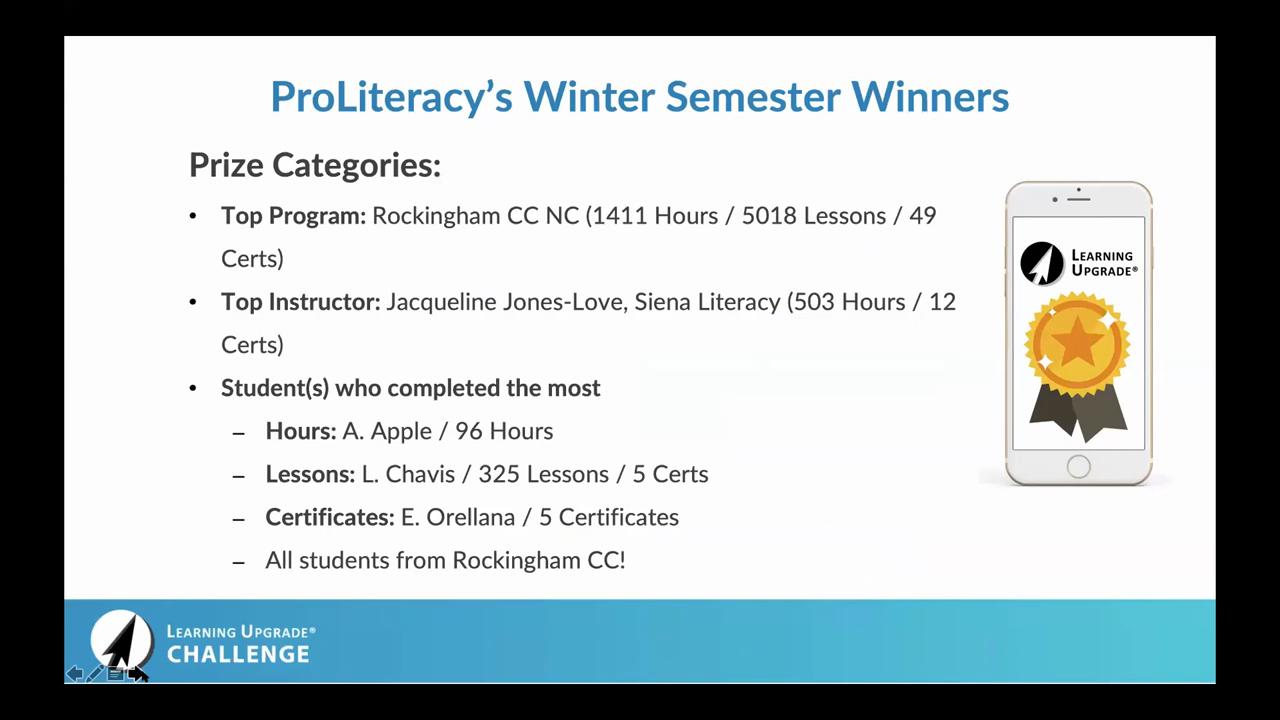 ProLiteracy’s Winter Semester Winners
Prize Categories:
• Top Program: Rockingham CC NC (1411 Hours / 5018 Lessons / 49
Certs)
• Top Instructor: Jacqueline Jones-Love, Siena Literacy (503 Hours / 12
Certs)
• Student(s) who completed the most
– Hours: A. Apple / 96 Hours
– Lessons: L. Chavis / 325 Lessons / 5 Certs
– Certificates: E. Orellana / 5 Certificates
– All students from Rockingham CC!
LEARNING
UPGRADE®
LEARNING UPGRADE®
CHALLENGE